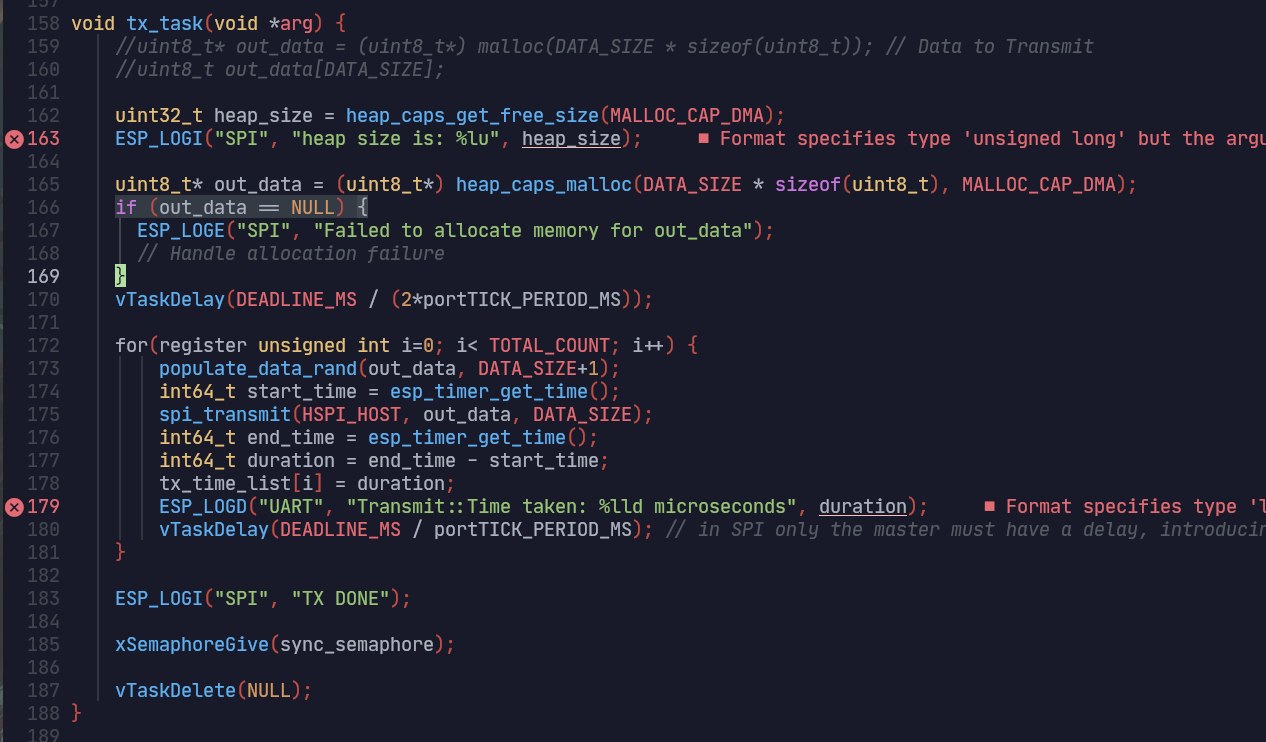 157
158 void tx_task(void *arg) {
159 //uint8_t* out_data = (uint8_t*) malloc(DATA_SIZE * sizeof(uint8_t)); // Data to Transmit
160 //uint8_t out_data[DATA_SIZE];
161
162 uint32_t heap_size = heap_caps_get_free_size(MALLOC_CAP_DMA);
163 ESP_LOGI("SPI", "heap size is: %lu", heap_size); ■ Format specifies type 'unsigned long' but the argu
164
165 uint8_t* out_data = (uint8_t*) heap_caps_malloc(DATA_SIZE * sizeof(uint8_t), MALLOC_CAP_DMA);
166 if (out_data == NULL) {
167 ESP_LOGE("SPI", "Failed to allocate memory for out_data");
168 // Handle allocation failure
169 }
170 vTaskDelay(DEADLINE_MS / (2*portTICK_PERIOD_MS));
171
172 for(register unsigned int i=0; i< TOTAL_COUNT; i++) {
173 populate_data_rand(out_data, DATA_SIZE+1);
174 int64_t start_time = esp_timer_get_time();
175 spi_transmit(HSPI_HOST, out_data, DATA_SIZE);
176 int64_t end_time = esp_timer_get_time();
177 int64_t duration = end_time - start_time;
178 tx_time_list[i] = duration;
179 ESP_LOGD("UART", "Transmit::Time taken: %lld microseconds", duration); ■ Format specifies type 'l
180 vTaskDelay(DEADLINE_MS / portTICK_PERIOD_MS); // in SPI only the master must have a delay, introducin
181 }
182
183 ESP_LOGI("SPI", "TX DONE");
184
185 xSemaphoreGive(sync_semaphore);
186
187 vTaskDelete(NULL);
188 }
189